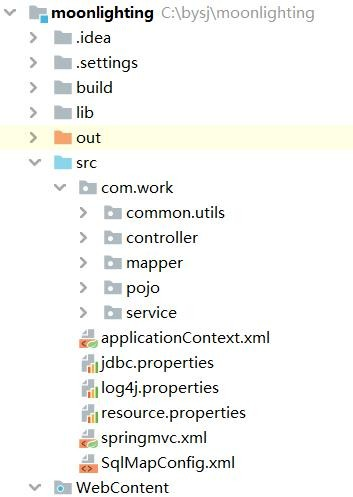 moonlighting C:\bysj\moonlighting
.idea
.settings
build
lib
out
src
com.work
common.utils
controller
mapper
pojo
service
applicationContext.xml
jdbc.properties
log4j.properties
resource.properties
springmvc.xml
SqlMapConfig.xml
WebContent